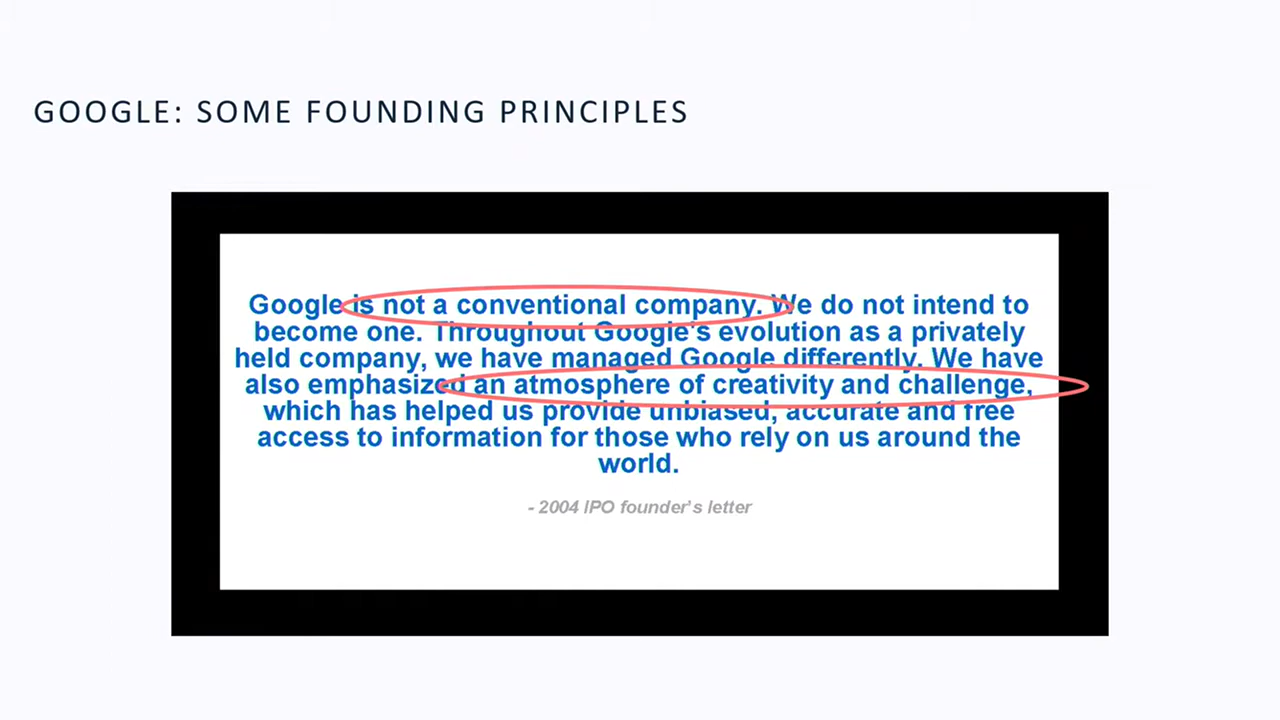 GOOGLE: SOME FOUNDING PRINCIPLES
Google is not a conventional company. We do not intend to
become one. Throughout Google's evolution as a privately
held company, we have managed Google differently. We have
also emphasized an atmosphere of creativity and challenge,
which has helped us provide unbiased, accurate and free
access to information for those who rely on us around the
world.
- 2004 IPO founder's letter